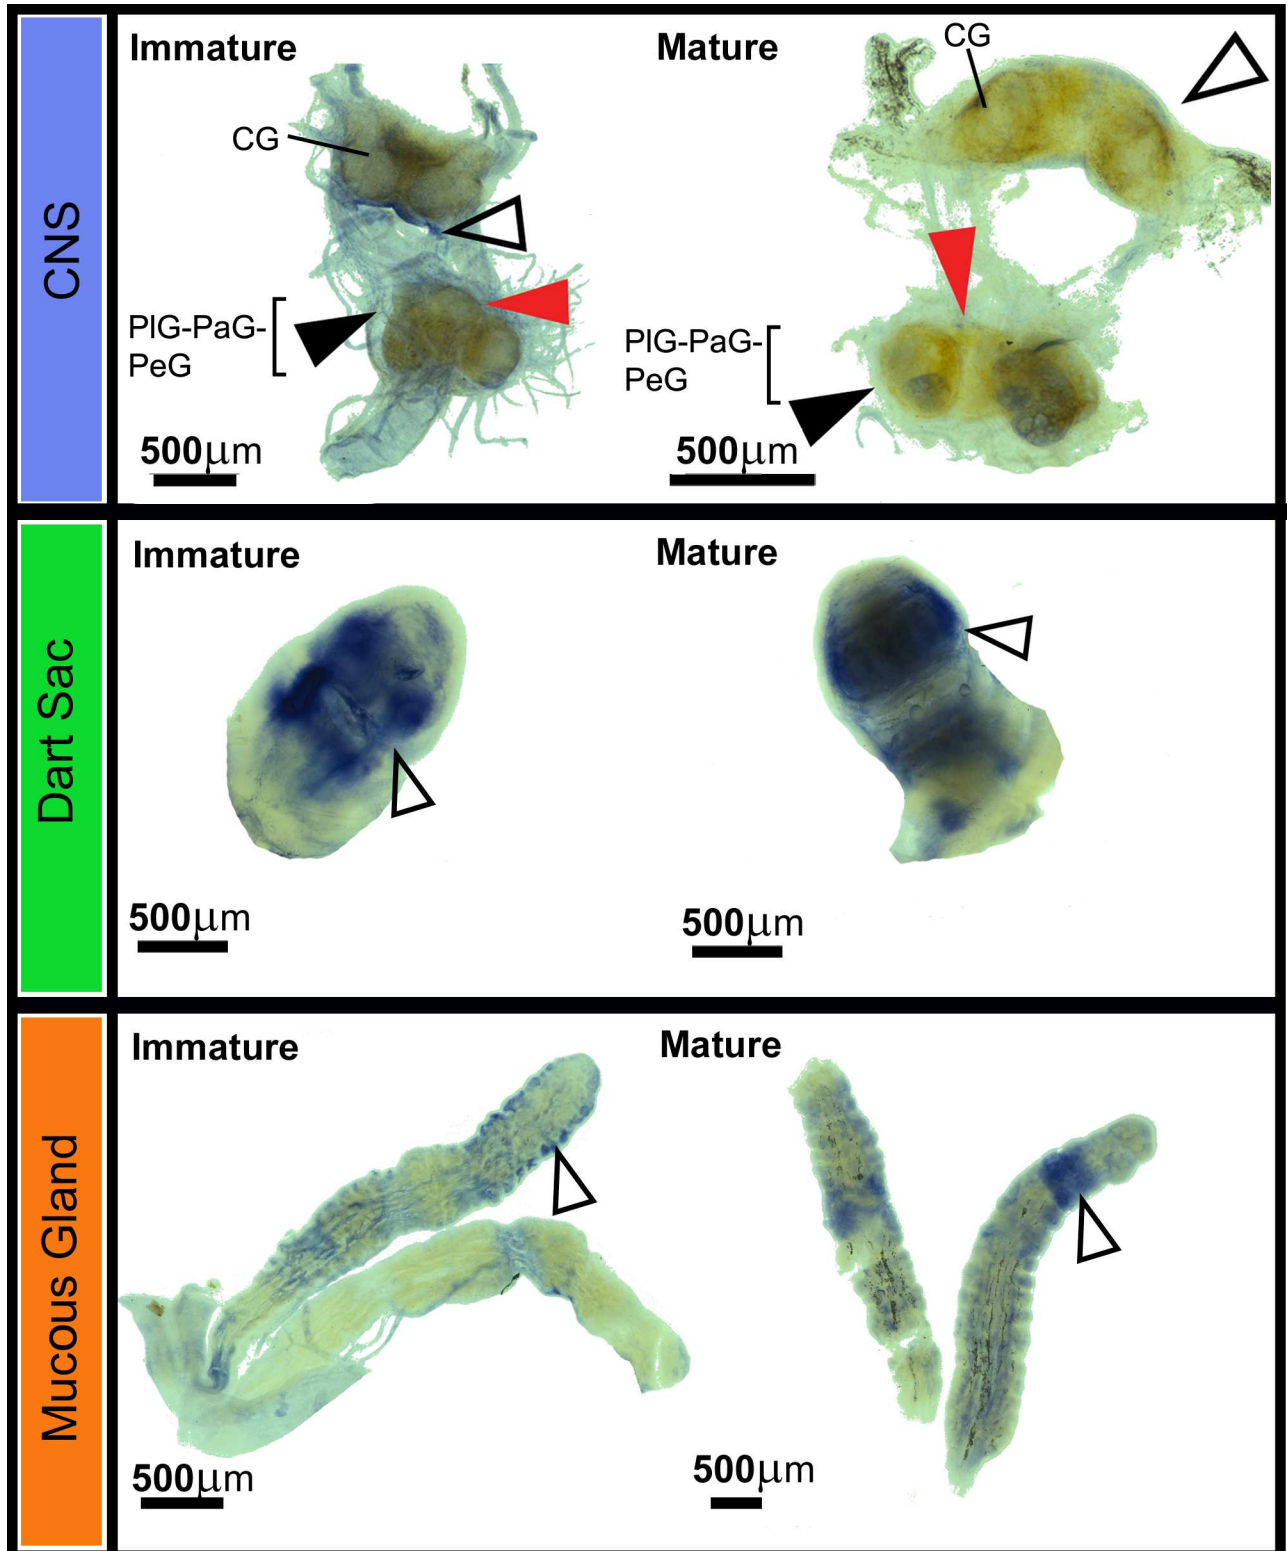 CNS
Immature
CG
PlG-PaG-
PeG
500μm
Mature
CG
PlG-PaG-
PeG
500μm
Dart Sac
Immature
500μm
Mature
500μm
Mucous Gland
Immature
500μm
Mature
500μm